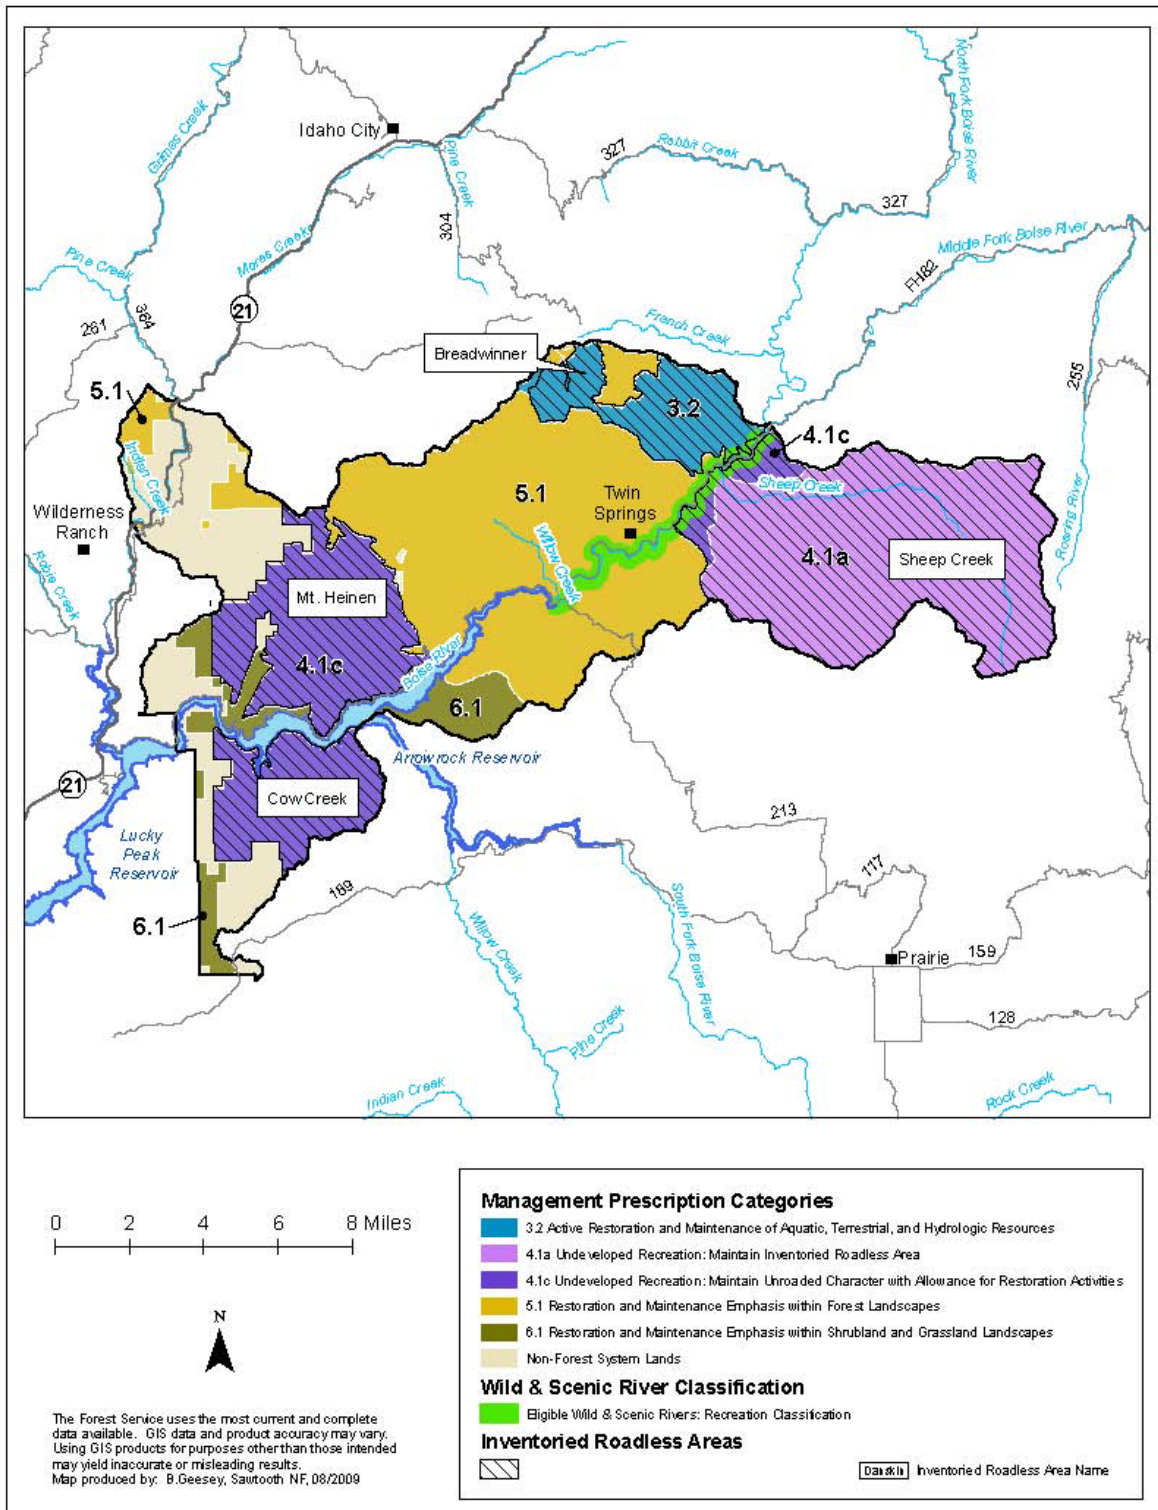 Idaho City
Grimes Creek
Pine Creek
304
Mores Creek
327
Rabbit Creek
North Fork Boise River
327
Middle Fork Boise River
FH82
Pine Creek
261
364
21
French Creek
255
Breadwinner
5.1
3.2
4.1c
Indian Creek
Sheep Creek
5.1
Twin
Springs
Roaring River
Wilderness
Ranch
Willow Creek
4.1a
Sheep Creek
Robie Creek
Mt. Heinen
4.1c
Boise River
6.1
Arrowrock Reservoir
21
Cow Creek
213
Lucky
Peak
Reservoir
117
189
6.1
Willow Creek
South Fork Boise River
Prairie
159
128
Pine Creek
Indian Creek
Rock Creek
0 2 4 6 8 Miles
N
The Forest Service uses the most current and complete
data available. GIS data and product accuracy may vary.
Using GIS products for purposes other than those intended
may yield inaccurate or misleading results.
Map produced by: B.Geesey, Sawtooth NF, 08/2009
Management Prescription Categories
3.2 Active Restoration and Maintenance of Aquatic, Terrestrial, and Hydrologic Resources
4.1a Undeveloped Recreation: Maintain Inventoried Roadless Area
4.1c Undeveloped Recreation: Maintain Unroaded Character with Allowance for Restoration Activities
5.1 Restoration and Maintenance Emphasis within Forest Landscapes
6.1 Restoration and Maintenance Emphasis within Shrubland and Grassland Landscapes
Non-Forest System Lands
Wild & Scenic River Classification
Eligible Wild & Scenic Rivers: Recreation Classification
Inventoried Roadless Areas
Danskin Inventoried Roadless Area Name